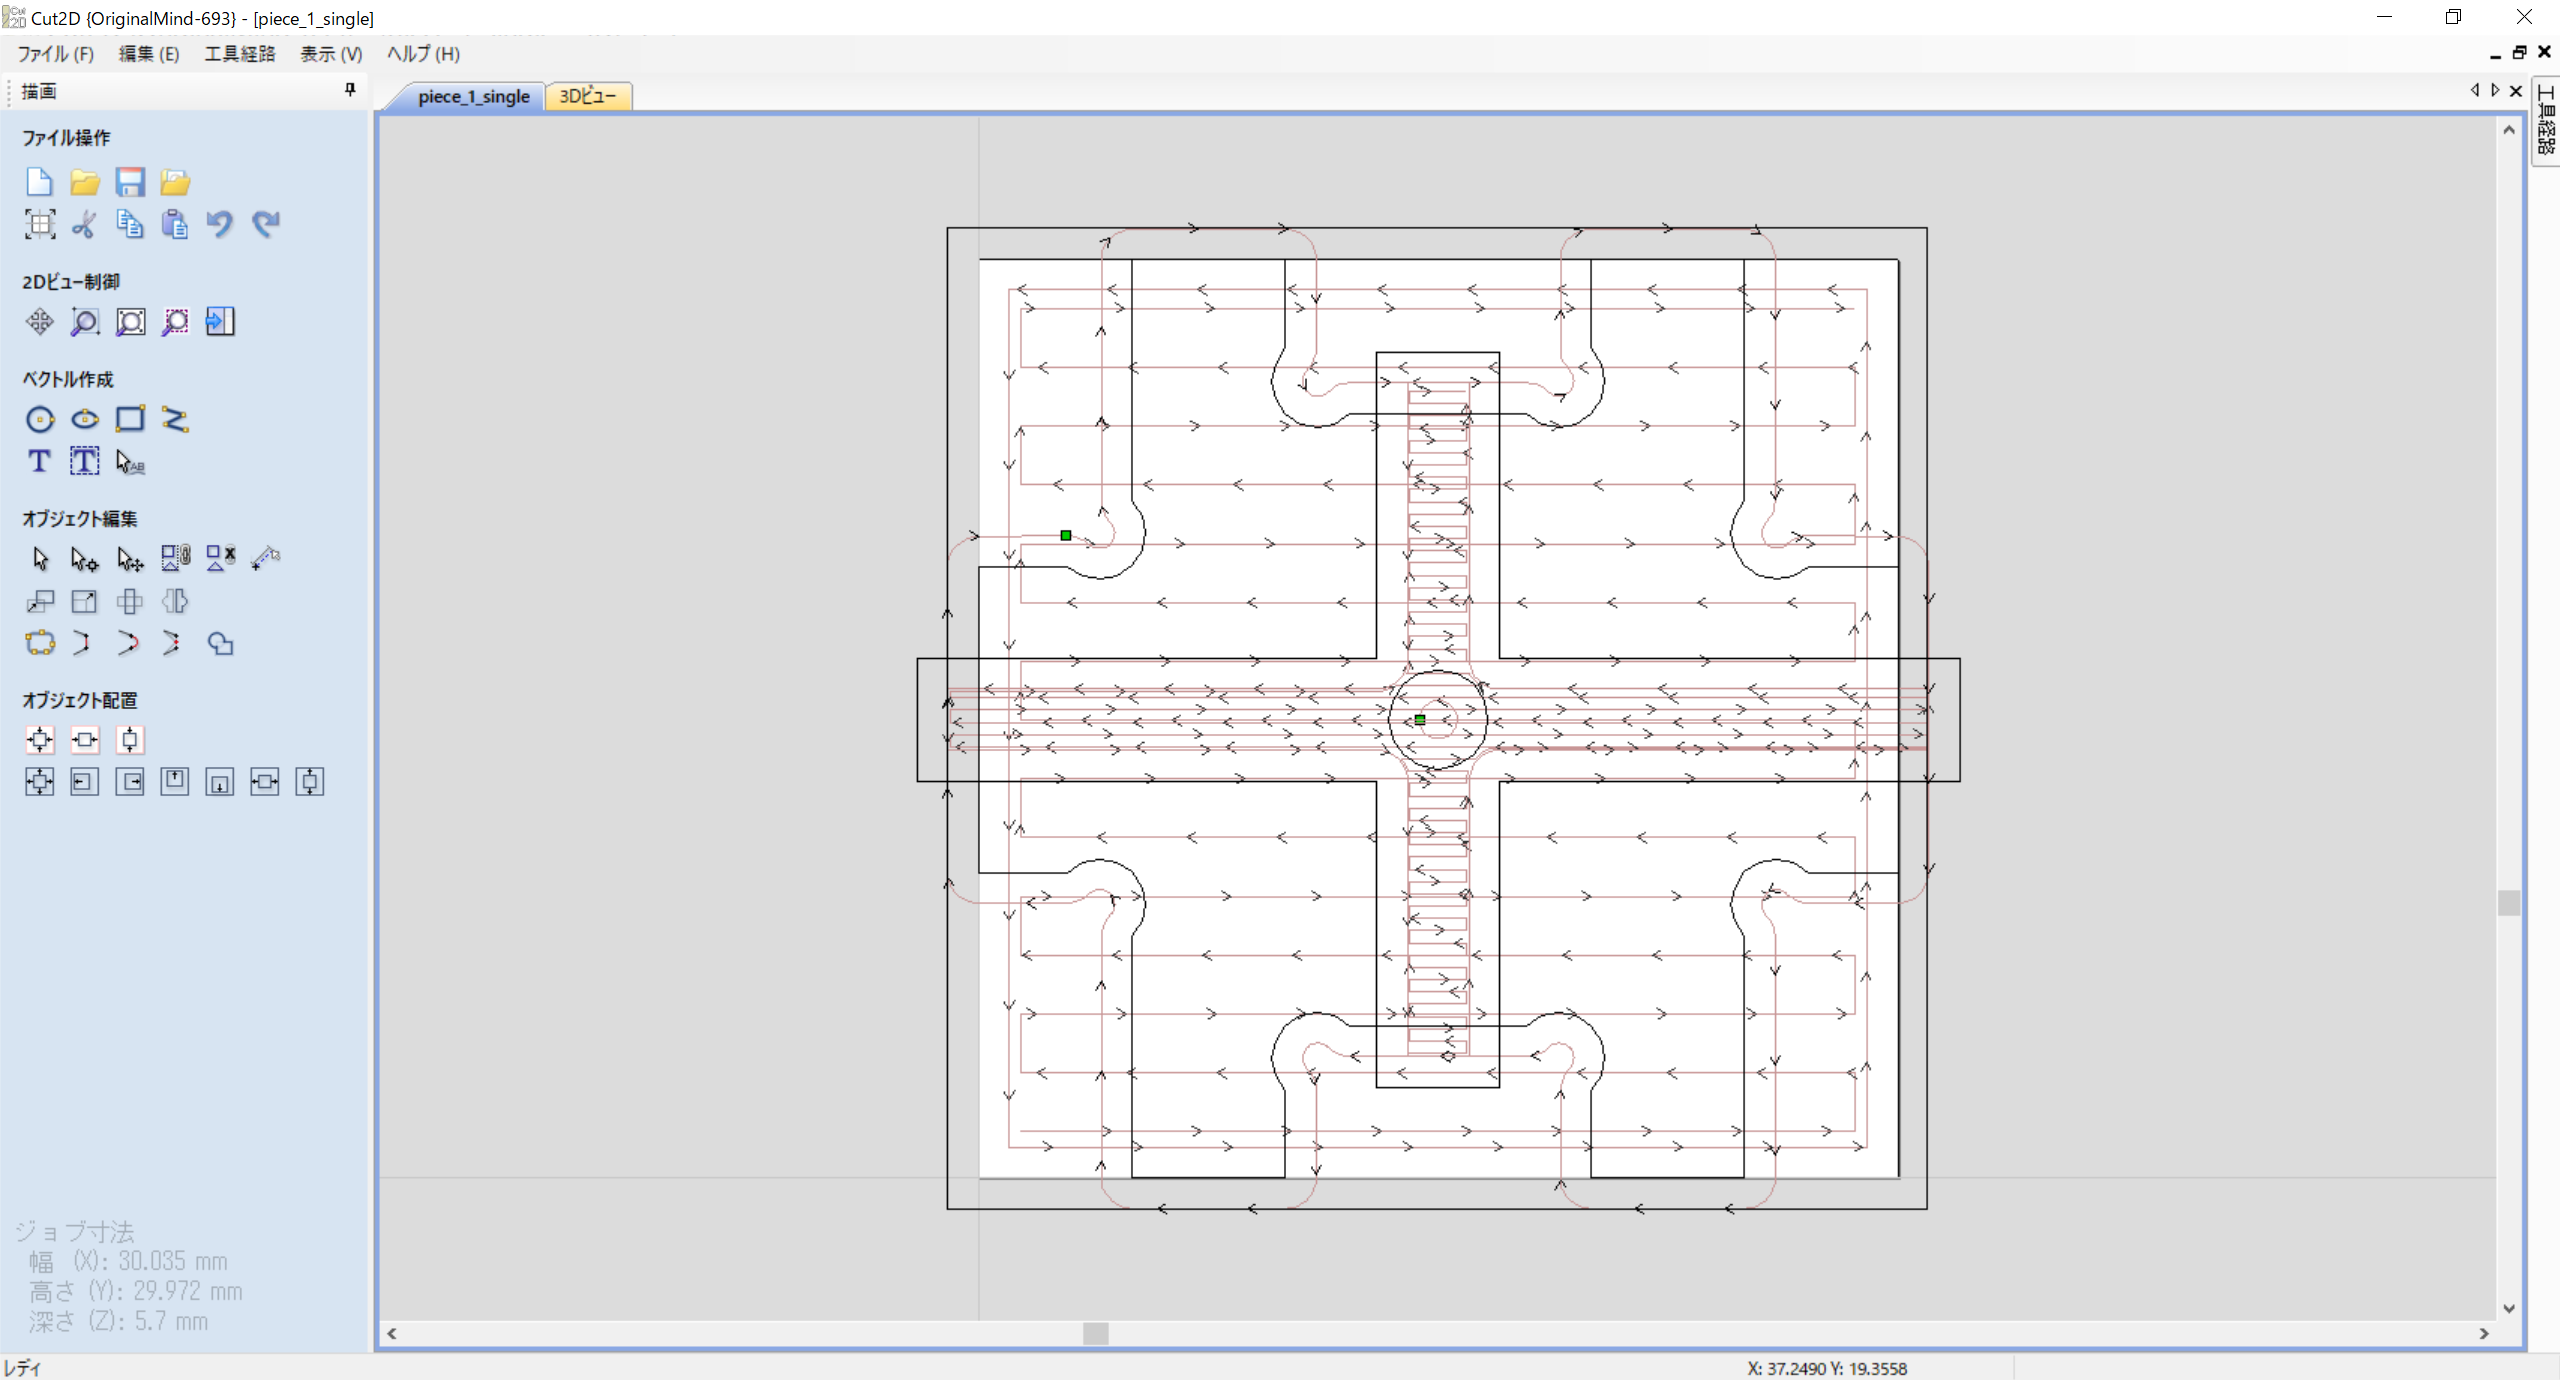 Cut2D {OriginalMind-693} - [piece_1_single]
ファイル (F) 編集 (E) 工具経路 表示 (V) ヘルプ (H)
描画
piece_1_single 3Dビュー
工具経路
ファイル操作
2Dビュー制御
ベクトル作成
T T AB
オブジェクト編集
オブジェクト配置
ジョブ寸法
幅 (X): 30.035 mm
高さ (Y): 29.972 mm
深さ (Z): 5.7 mm
レディ
X: 37.2490 Y: 19.3558